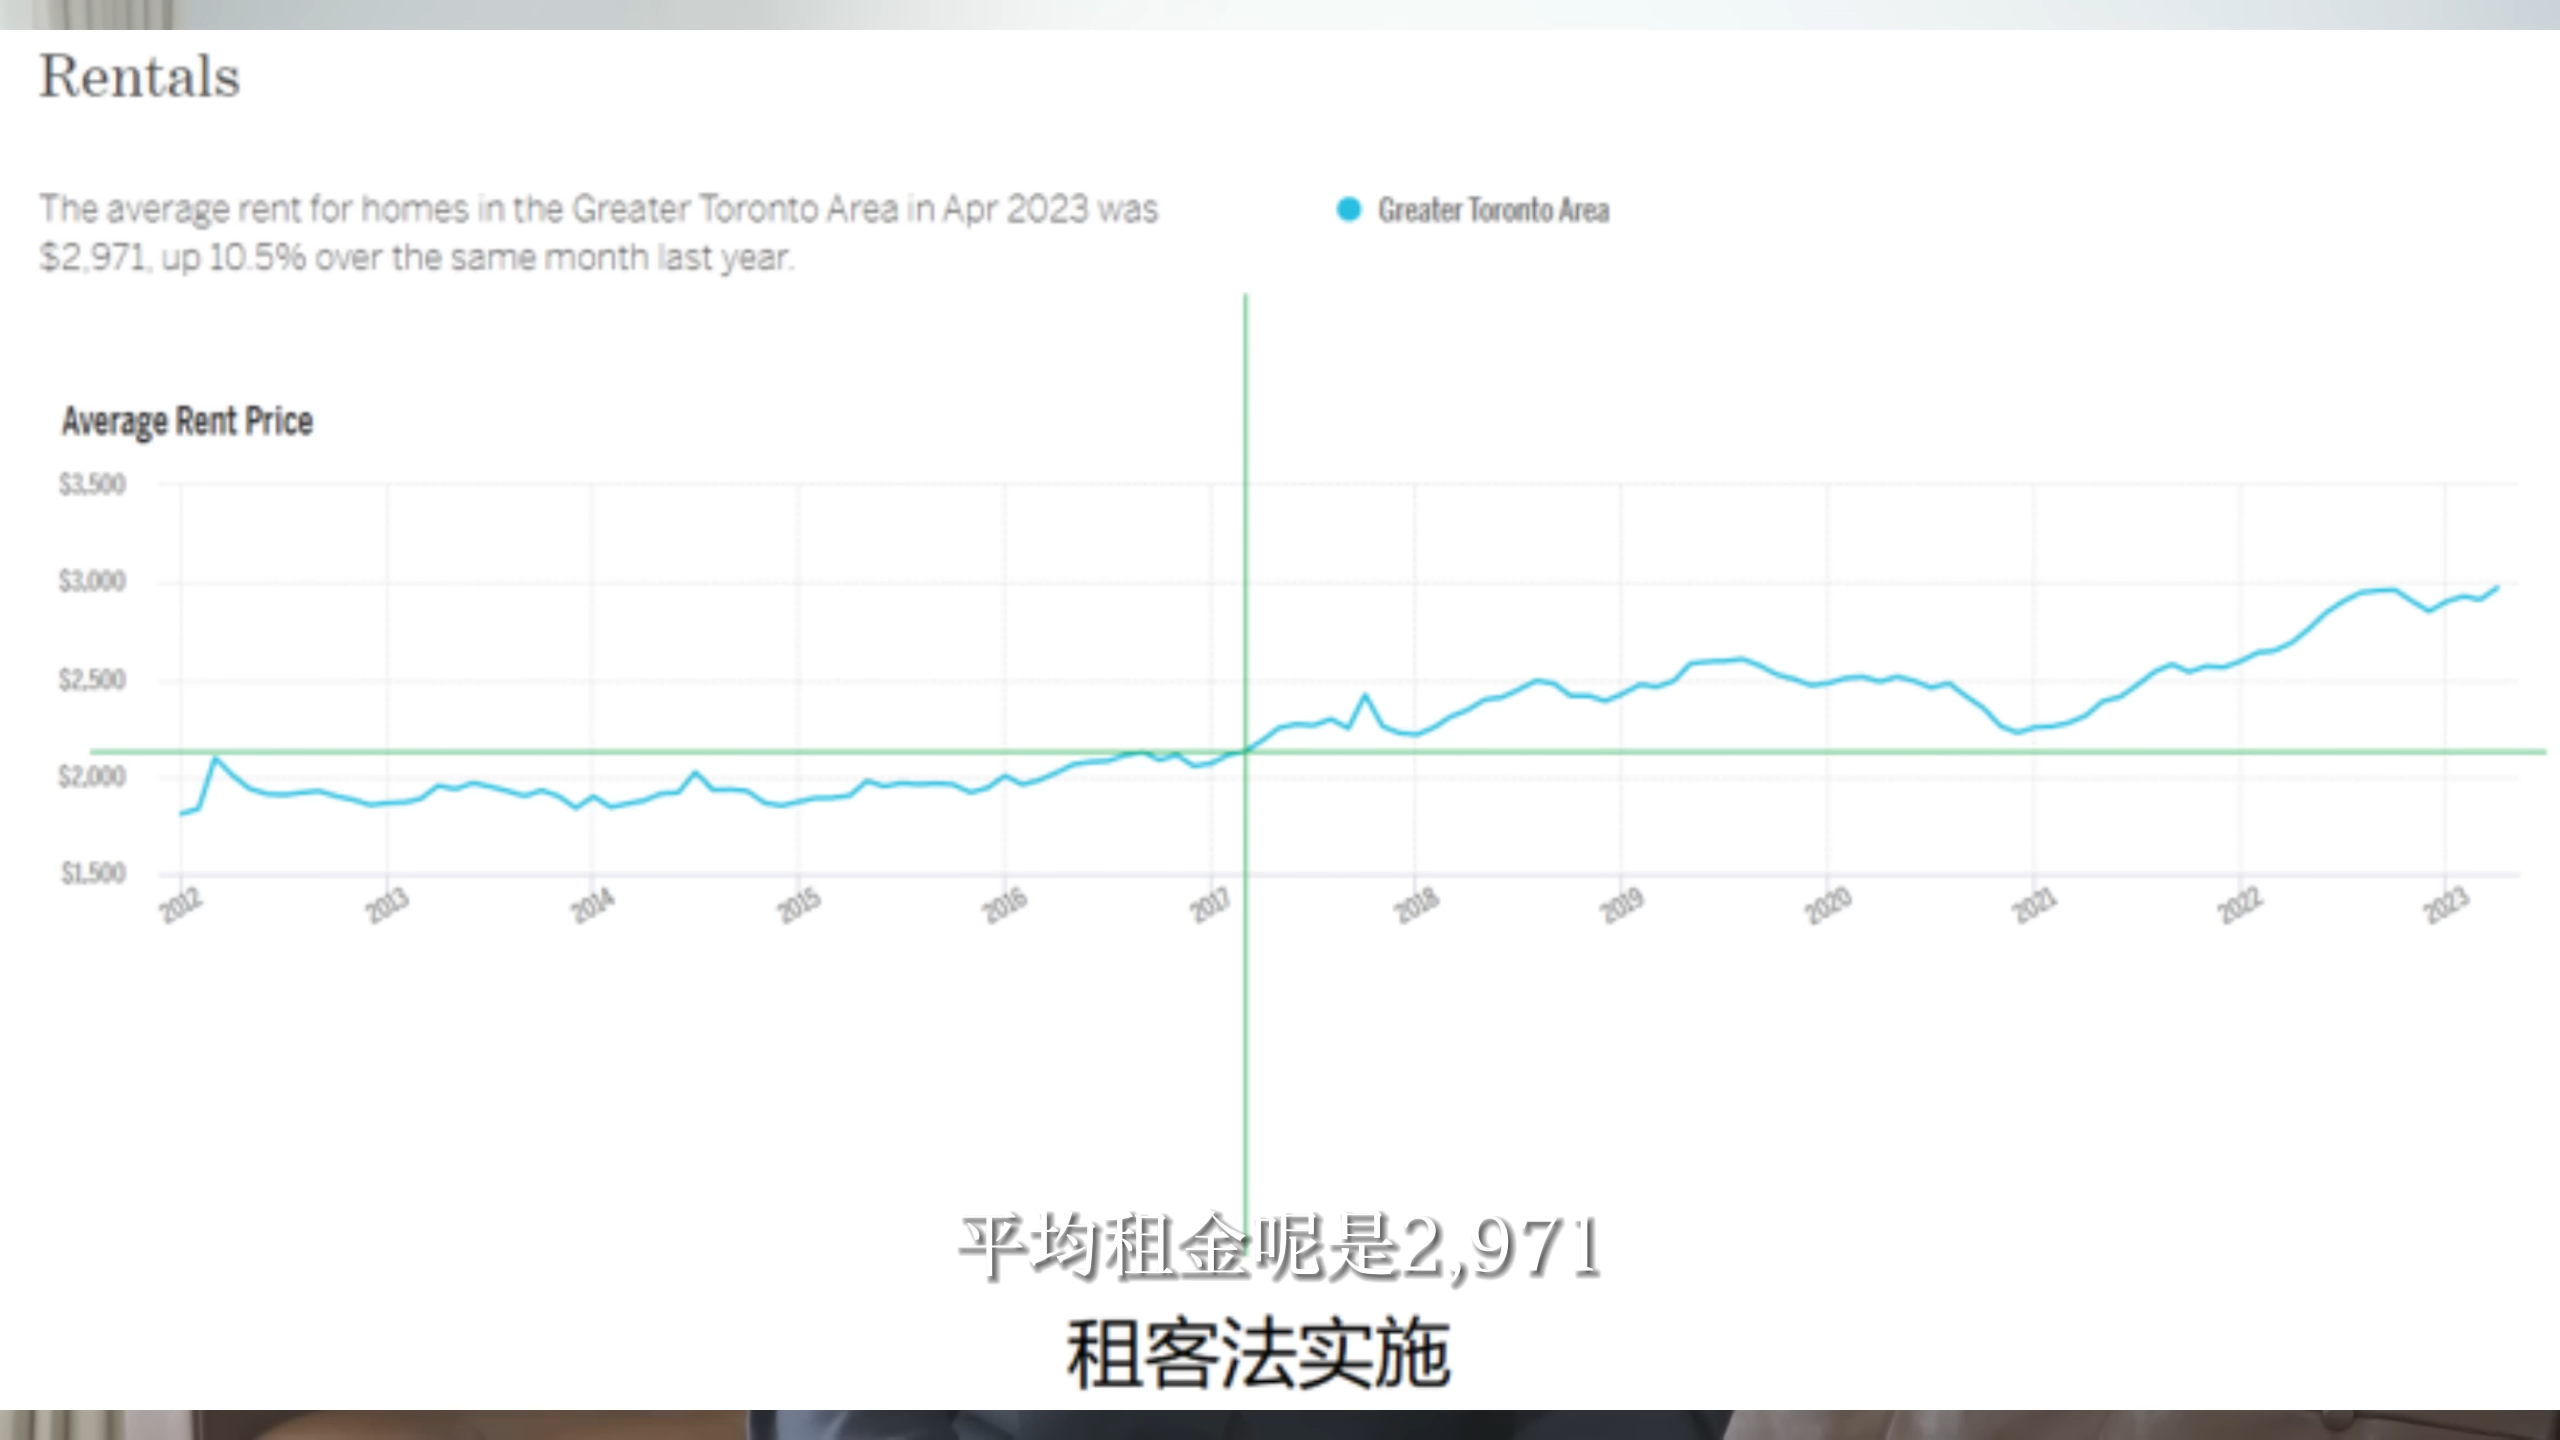 Rentals
The average rent for homes in the Greater Toronto Area in Apr 2023 was
$2,971, up 10.5% over the same month last year.
Greater Toronto Area
Average Rent Price
$3,500
$3,000
$2,500
$2,000
$1,500
2012
2013
2014
2015
2016
2017
2018
2019
2020
2021
2022
2023
平均租金呢是2,971
租客法实施